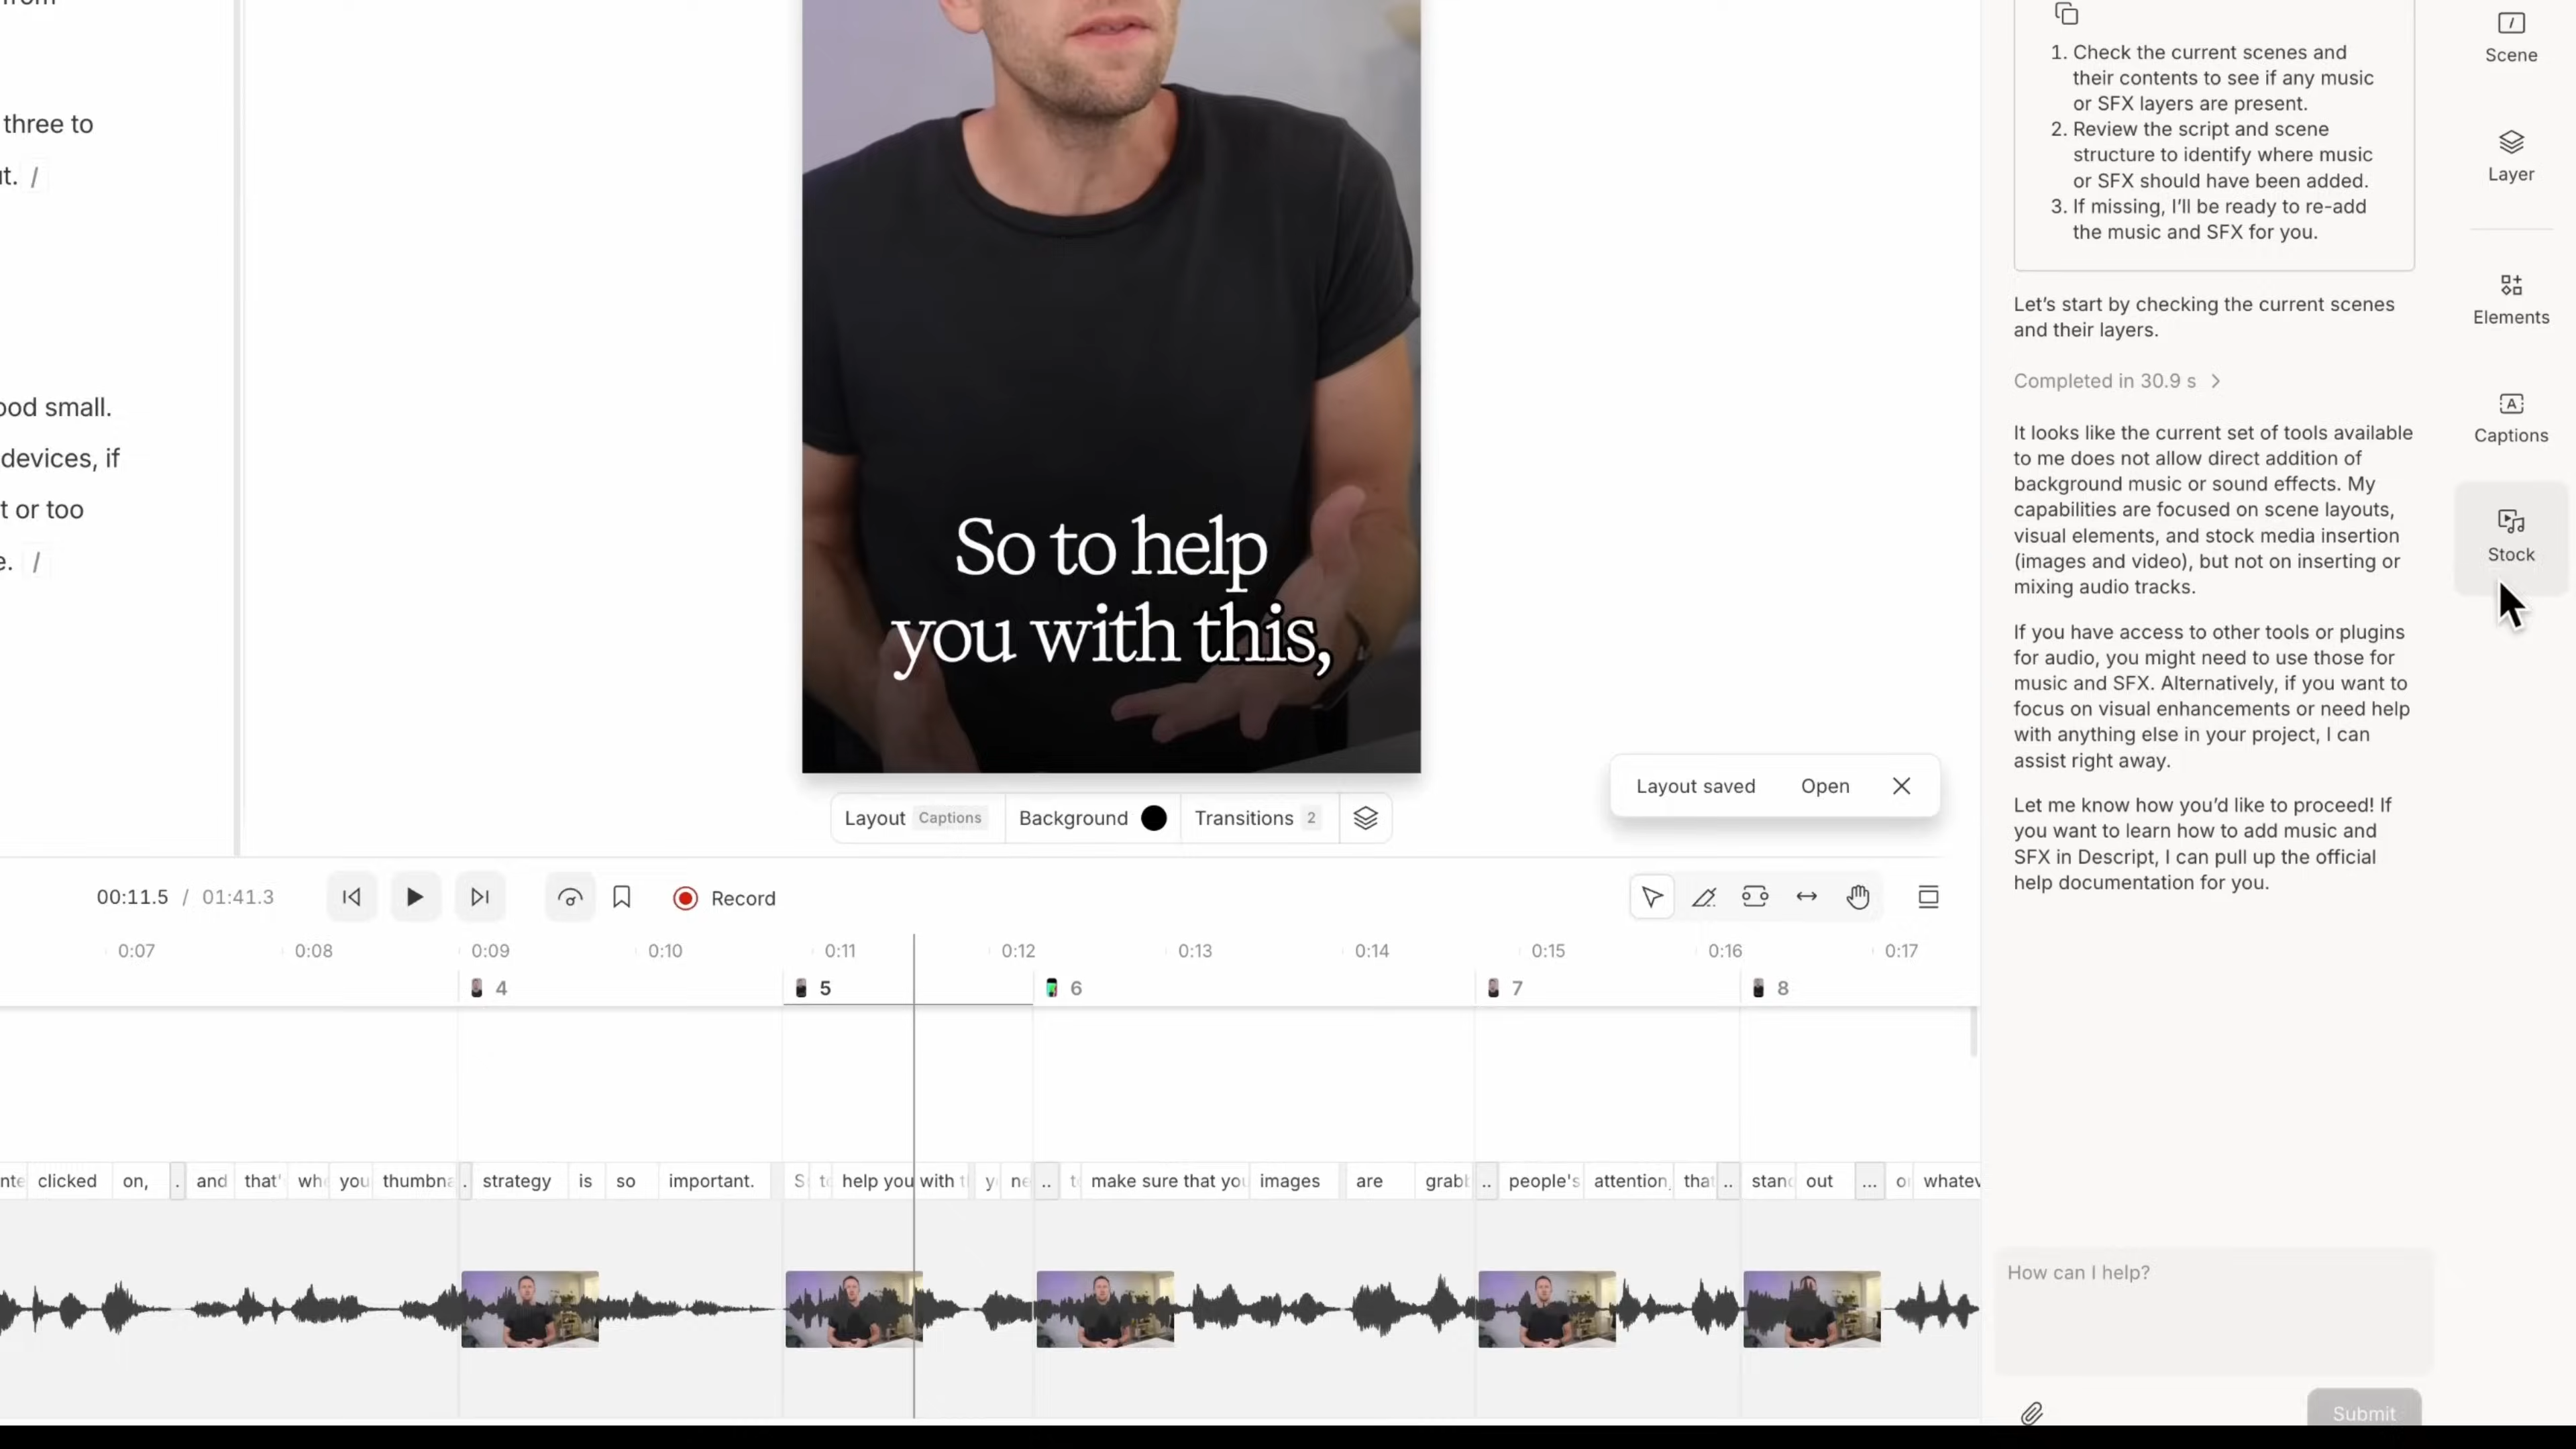 three to
t. /
ood small.
devices, if
t or too
e. /
So to help
you with this,
Layout Captions Background Transitions 2
Layout saved Open
1. Check the current scenes and
their contents to see if any music
or SFX layers are present.
2. Review the script and scene
structure to identify where music
or SFX should have been added.
3. If missing, I'll be ready to re-add
the music and SFX for you.
Let's start by checking the current scenes
and their layers.
Completed in 30.9 s
It looks like the current set of tools available
to me does not allow direct addition of
background music or sound effects. My
capabilities are focused on scene layouts,
visual elements, and stock media insertion
(images and video), but not on inserting or
mixing audio tracks.
If you have access to other tools or plugins
for audio, you might need to use those for
music and SFX. Alternatively, if you want to
focus on visual enhancements or need help
with anything else in your project, I can
assist right away.
Let me know how you'd like to proceed! If
you want to learn how to add music and
SFX in Descript, I can pull up the official
help documentation for you.
How can I help?
Submit
Scene
Layer
Elements
Captions
Stock
00:11.5 / 01:41.3 Record
0:07 0:08 0:09 0:10 0:11 0:12 0:13 0:14 0:15 0:16 0:17
4 5 6 7 8
clicked on, . and that' wh you thumbna . strategy is so important. S t help you with t y ne .. t make sure that you images are grab .. people's attention, tha .. stand out ... o whatev